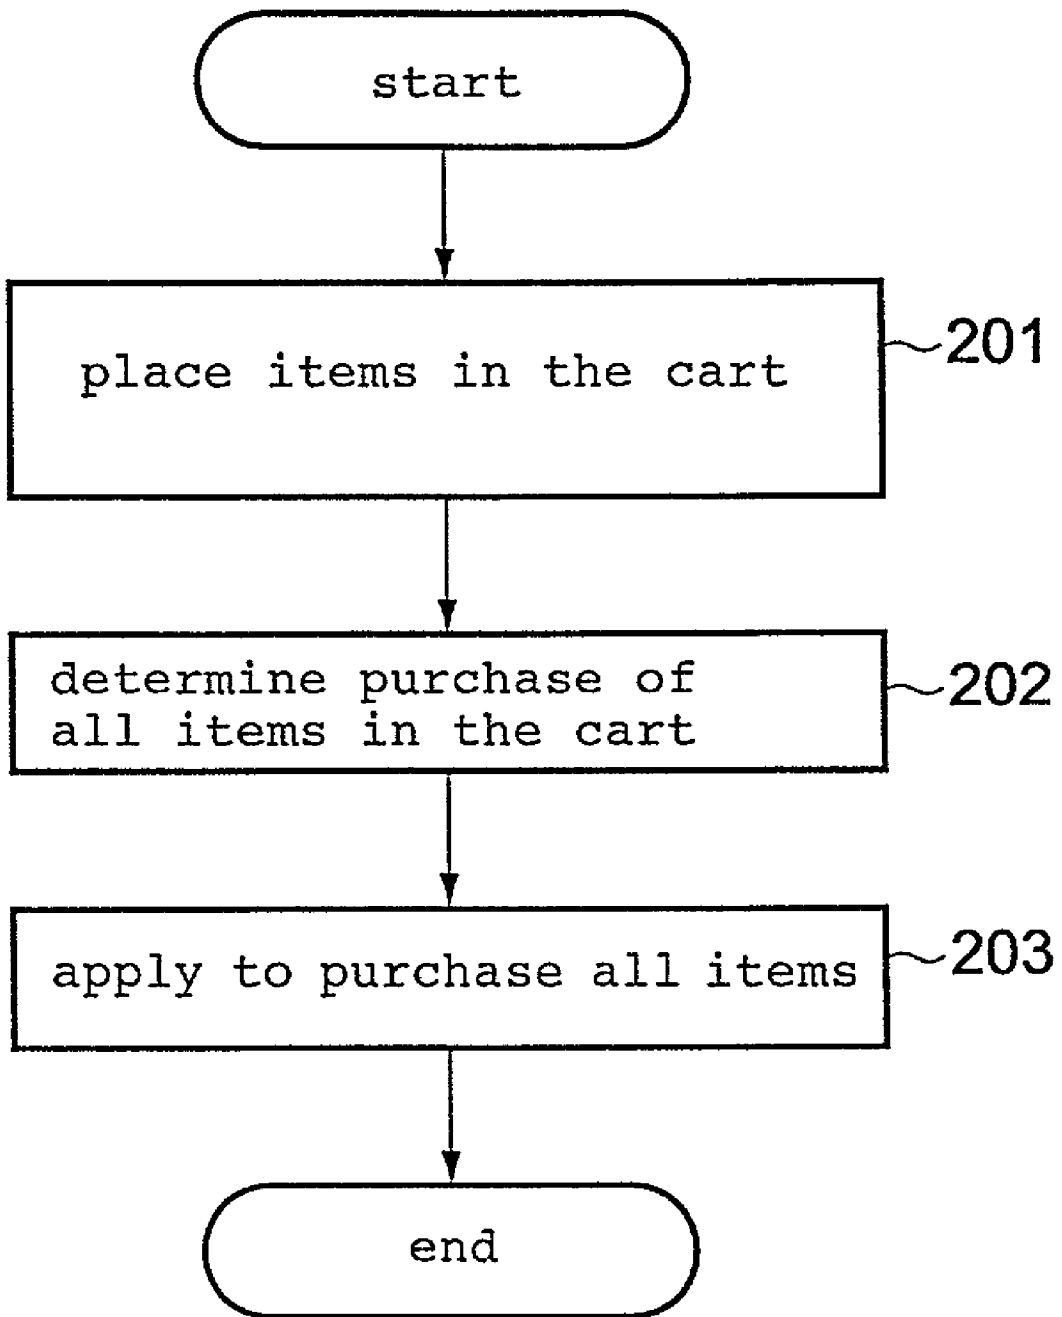 start
place items in the cart
201
determine purchase of
all items in the cart
202
apply to purchase all items
203
end